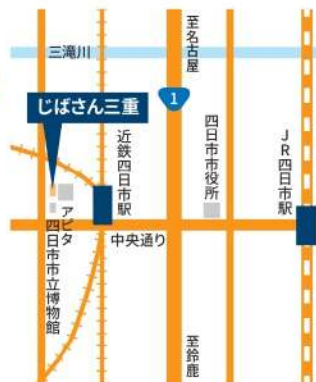 至名古屋
三滝川
じばさん三重
1
近鉄四日市駅
四日市市役所
JR四日市駅
アピタ
四日市市立博物館
中央通り
至鈴鹿